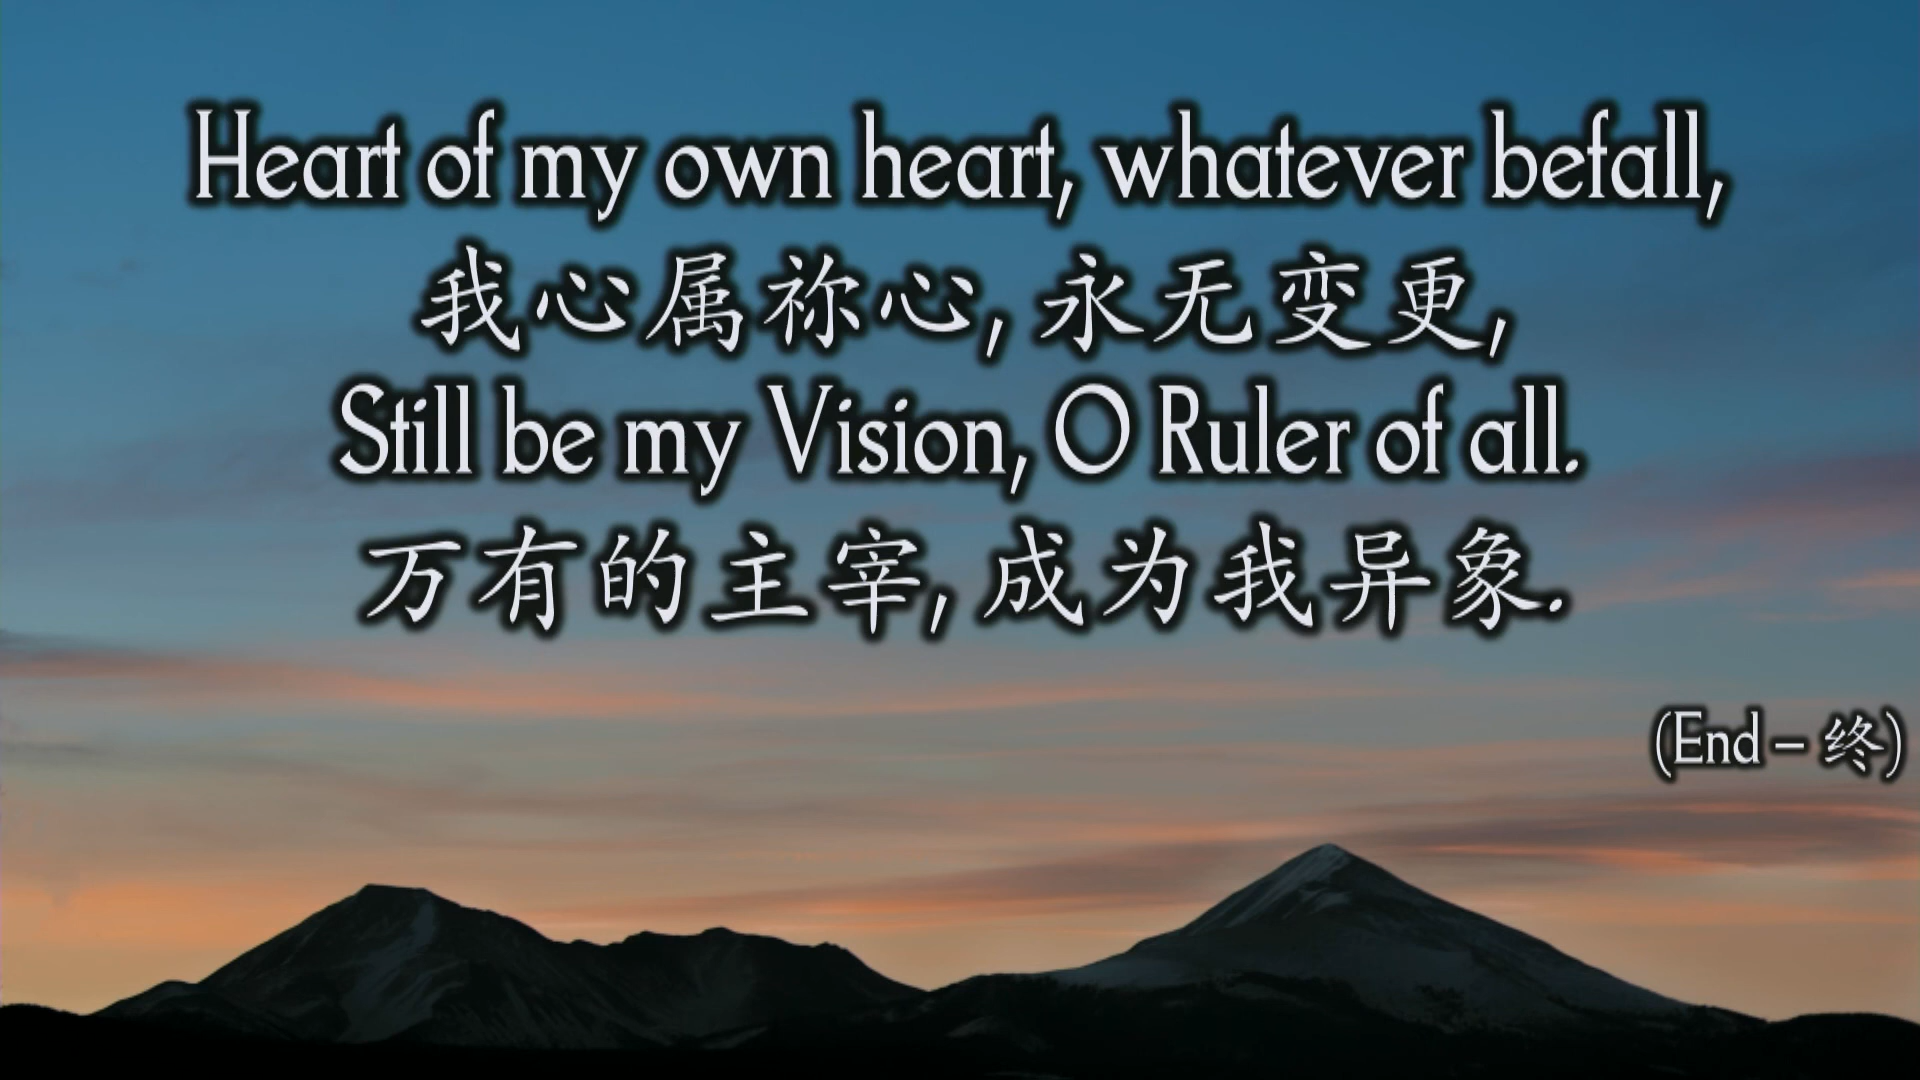 Heart of my own heart, whatever befall,
我心属祢心, 永无变更,
Still be my Vision, O Ruler of all.
万有的主宰, 成为我异象.
(End – 终)